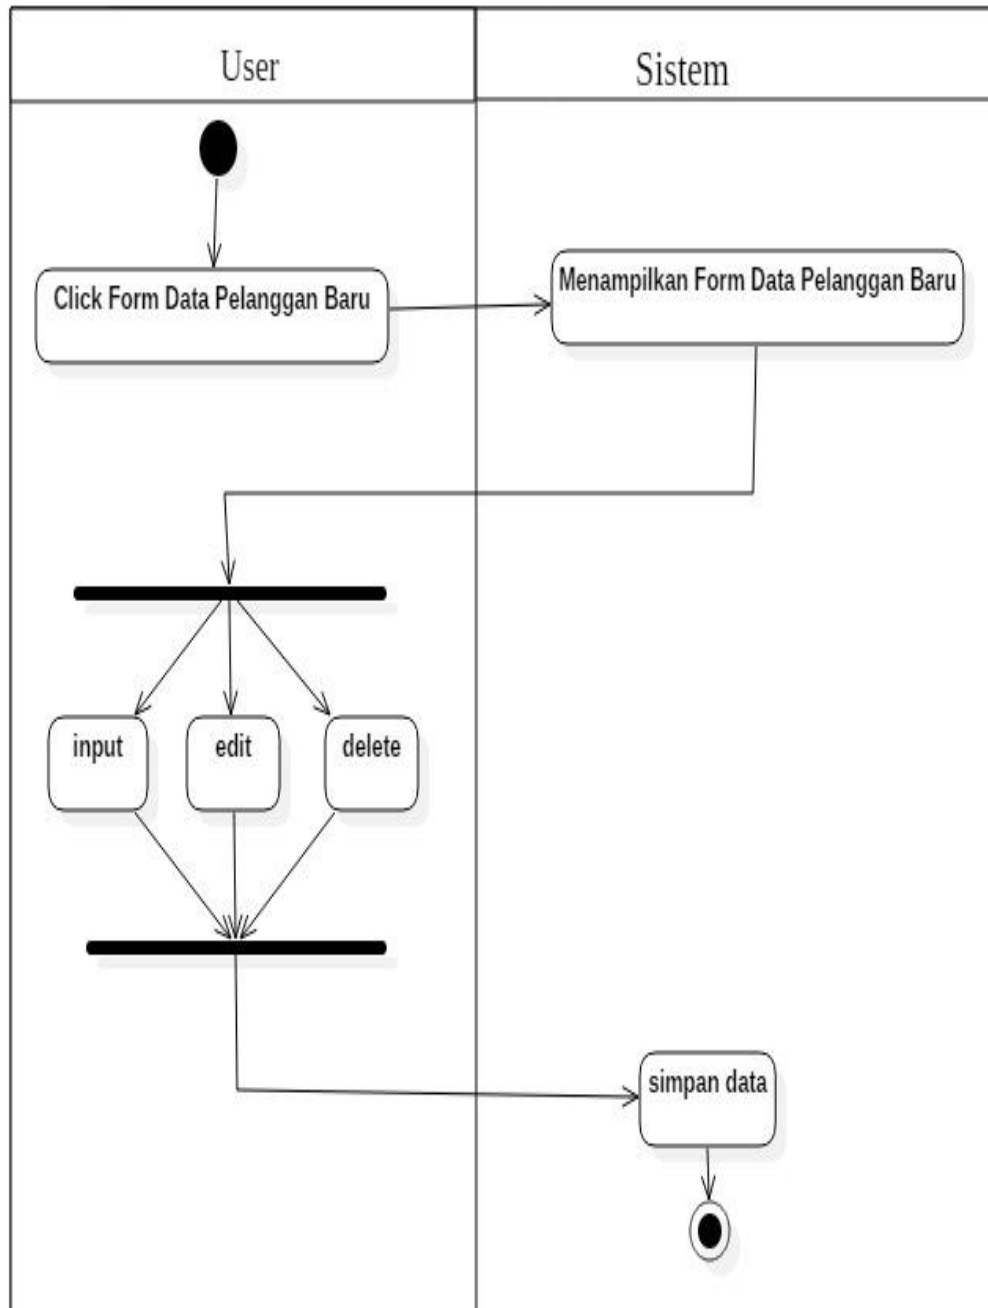 User
Sistem
Click Form Data Pelanggan Baru
Menampilkan Form Data Pelanggan Baru
input
edit
delete
simpan data